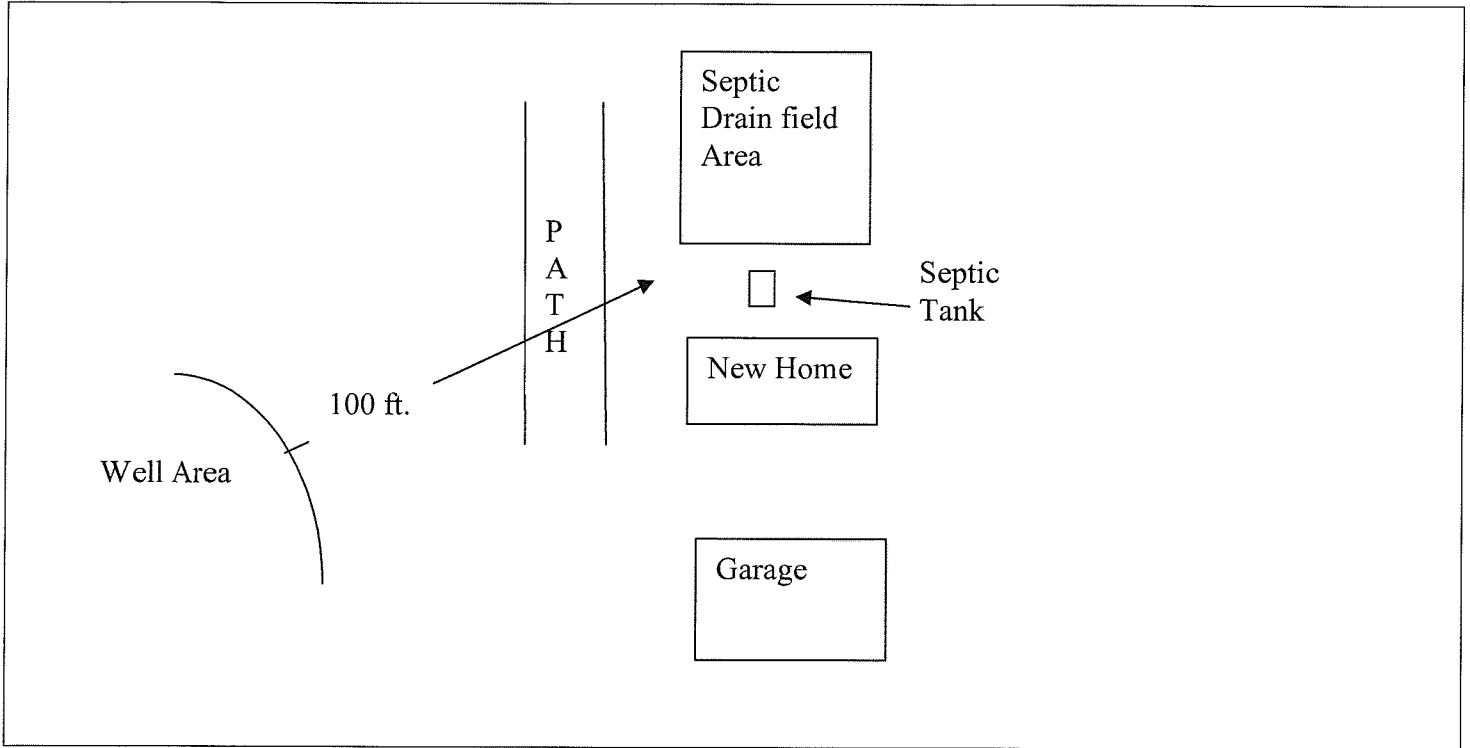 Septic
Drain field
Area
P
A
T
H
Septic
Tank
New Home
100 ft.
Well Area
Garage